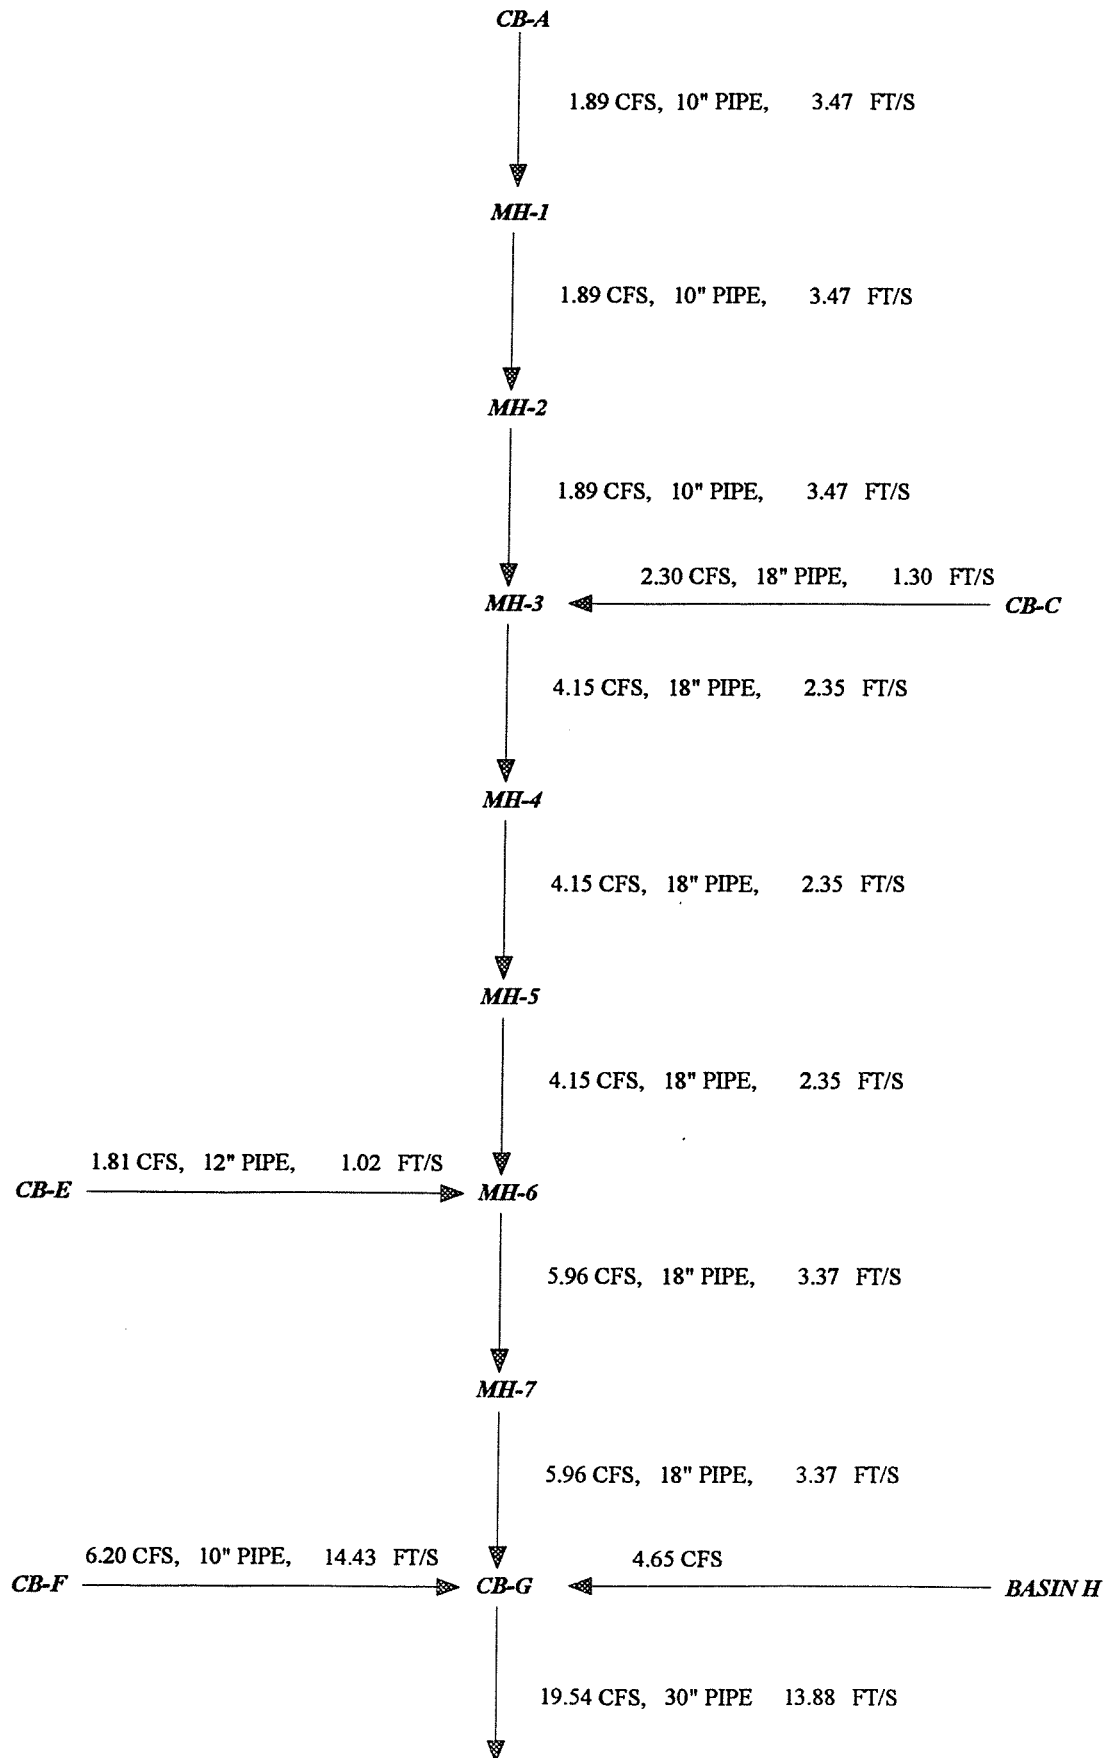 CB-A
1.89 CFS, 10" PIPE, 3.47 FT/S
MH-1
1.89 CFS, 10" PIPE, 3.47 FT/S
MH-2
1.89 CFS, 10" PIPE, 3.47 FT/S
2.30 CFS, 18" PIPE, 1.30 FT/S
MH-3 CB-C
4.15 CFS, 18" PIPE, 2.35 FT/S
MH-4
4.15 CFS, 18" PIPE, 2.35 FT/S
MH-5
4.15 CFS, 18" PIPE, 2.35 FT/S
1.81 CFS, 12" PIPE, 1.02 FT/S
CB-E MH-6
5.96 CFS, 18" PIPE, 3.37 FT/S
MH-7
5.96 CFS, 18" PIPE, 3.37 FT/S
6.20 CFS, 10" PIPE, 14.43 FT/S 4.65 CFS
CB-F CB-G BASIN H
19.54 CFS, 30" PIPE 13.88 FT/S